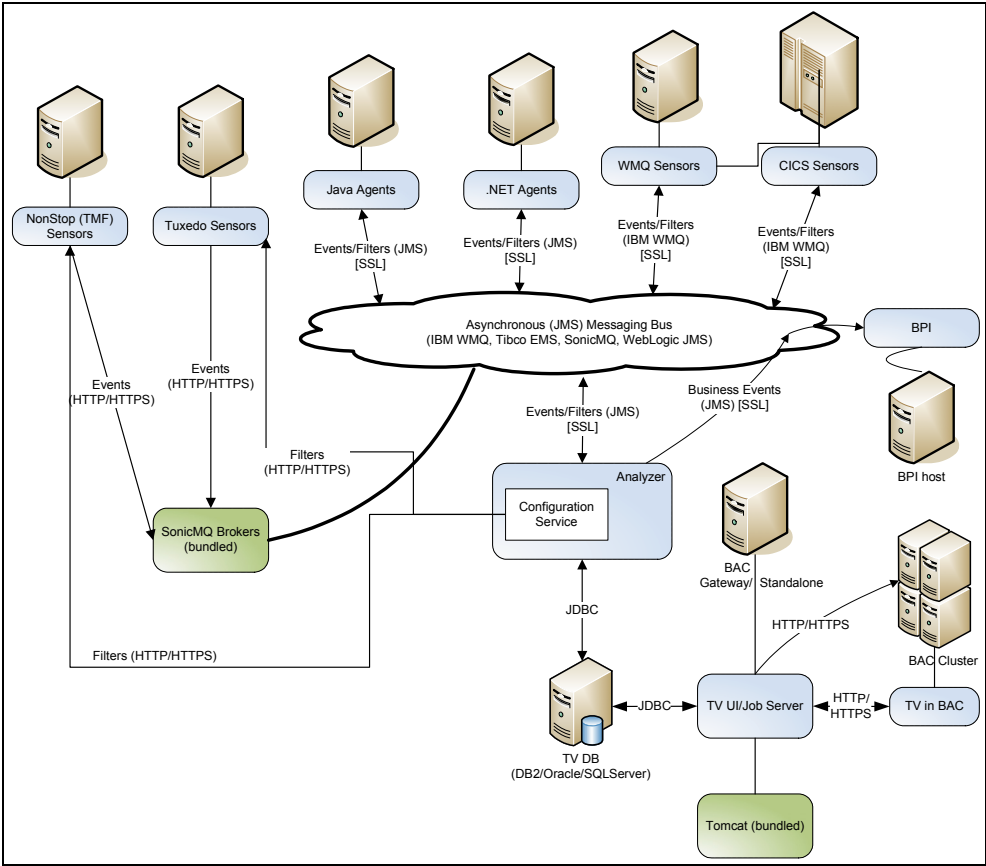 WMQ Sensors
CICS Sensors
Java Agents
.NET Agents
NonStop (TMF)
Sensors
Tuxedo Sensors
Events/Filters (JMS)
[SSL]
Events/Filters (JMS)
[SSL]
Events/Filters
(IBM WMQ)
[SSL]
Events/Filters
(IBM WMQ)
[SSL]
Asynchronous (JMS) Messaging Bus
(IBM WMQ, Tibco EMS, SonicMQ, WebLogic JMS)
BPI
Events
(HTTP/HTTPS)
Events
(HTTP/HTTPS)
Business Events
(JMS) [SSL]
Events/Filters (JMS)
[SSL]
Filters
(HTTP/HTTPS)
BPI host
Analyzer
Configuration
Service
SonicMQ Brokers
(bundled)
BAC
Gateway/ Standalone
JDBC
HTTP/HTTPS
Filters (HTTP/HTTPS)
BAC Cluster
JDBC
TV UI/Job Server
HTTP/
HTTPS
TV in BAC
TV DB
(DB2/Oracle/SQLServer)
Tomcat (bundled)